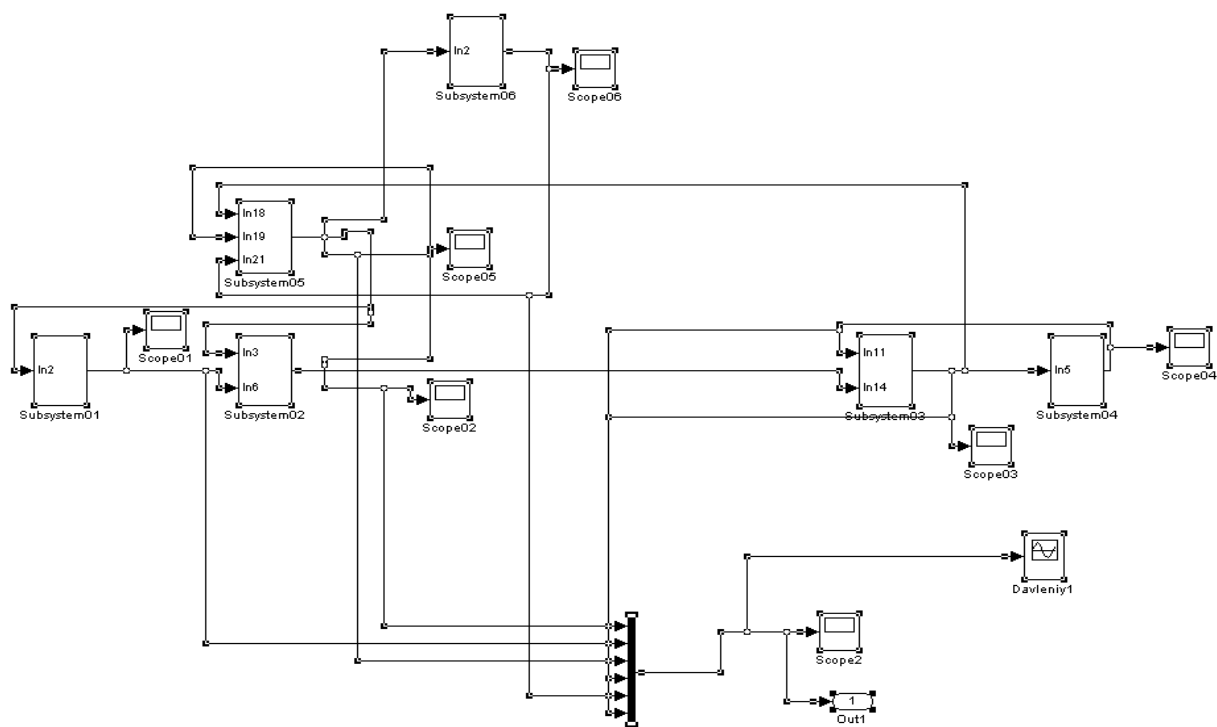 In2
Subsystem06
Scope06
In18
In19
In21
Subsystem05
Scope05
In2
Subsystem01
Scope01
In3
In6
Subsystem02
Scope02
In11
In14
Subsystem03
Scope03
In5
Subsystem04
Scope04
Davleniy1
Scope2
1
Out1